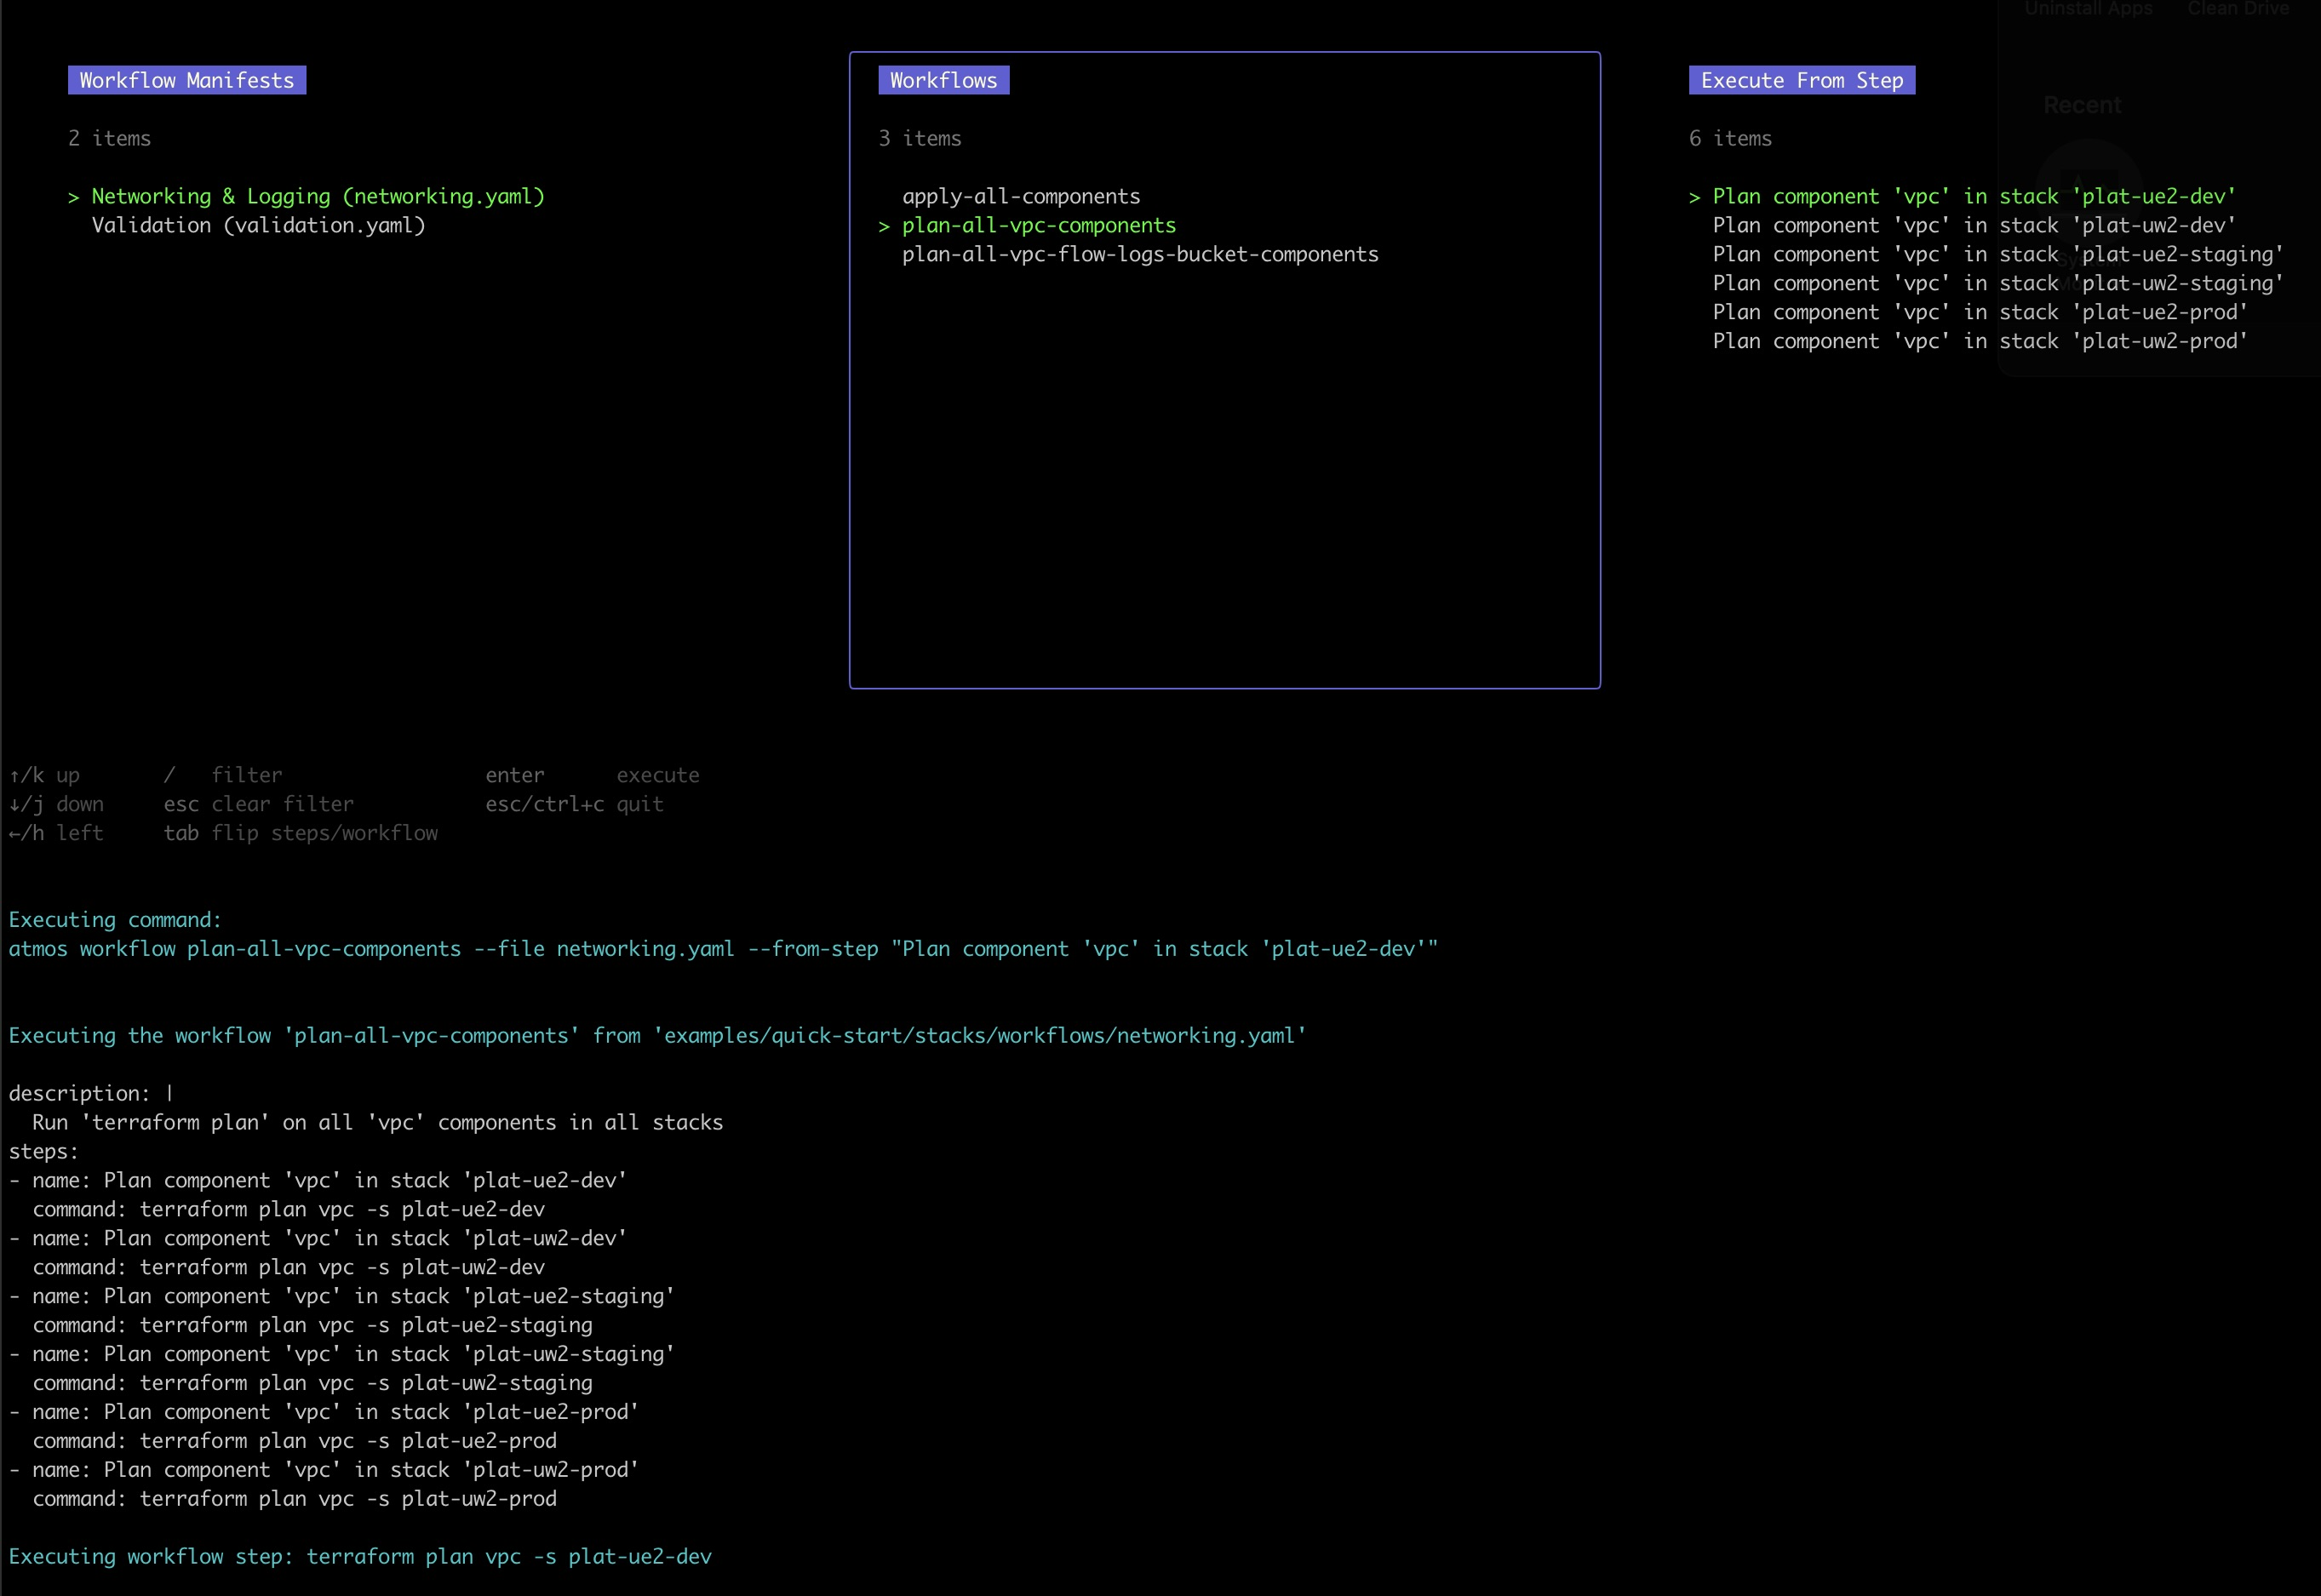 Uninstall Apps Clean Drive
Workflow Manifests
2 items
> Networking & Logging (networking.yaml)
Validation (validation.yaml)
Workflows
3 items
apply-all-components
> plan-all-vpc-components
plan-all-vpc-flow-logs-bucket-components
Execute From Step
Recent
6 items
> Plan component 'vpc' in stack 'plat-ue2-dev'
Plan component 'vpc' in stack 'plat-uw2-dev'
Plan component 'vpc' in stack 'plat-ue2-staging'
Plan component 'vpc' in stack 'plat-uw2-staging'
Plan component 'vpc' in stack 'plat-ue2-prod'
Plan component 'vpc' in stack 'plat-uw2-prod'
↑/k up / filter enter execute
↓/j down esc clear filter esc/ctrl+c quit
←/h left tab flip steps/workflow
Executing command:
atmos workflow plan-all-vpc-components --file networking.yaml --from-step "Plan component 'vpc' in stack 'plat-ue2-dev'"
Executing the workflow 'plan-all-vpc-components' from 'examples/quick-start/stacks/workflows/networking.yaml'
description: |
Run 'terraform plan' on all 'vpc' components in all stacks
steps:
- name: Plan component 'vpc' in stack 'plat-ue2-dev'
command: terraform plan vpc -s plat-ue2-dev
- name: Plan component 'vpc' in stack 'plat-uw2-dev'
command: terraform plan vpc -s plat-uw2-dev
- name: Plan component 'vpc' in stack 'plat-ue2-staging'
command: terraform plan vpc -s plat-ue2-staging
- name: Plan component 'vpc' in stack 'plat-uw2-staging'
command: terraform plan vpc -s plat-uw2-staging
- name: Plan component 'vpc' in stack 'plat-ue2-prod'
command: terraform plan vpc -s plat-ue2-prod
- name: Plan component 'vpc' in stack 'plat-uw2-prod'
command: terraform plan vpc -s plat-uw2-prod
Executing workflow step: terraform plan vpc -s plat-ue2-dev